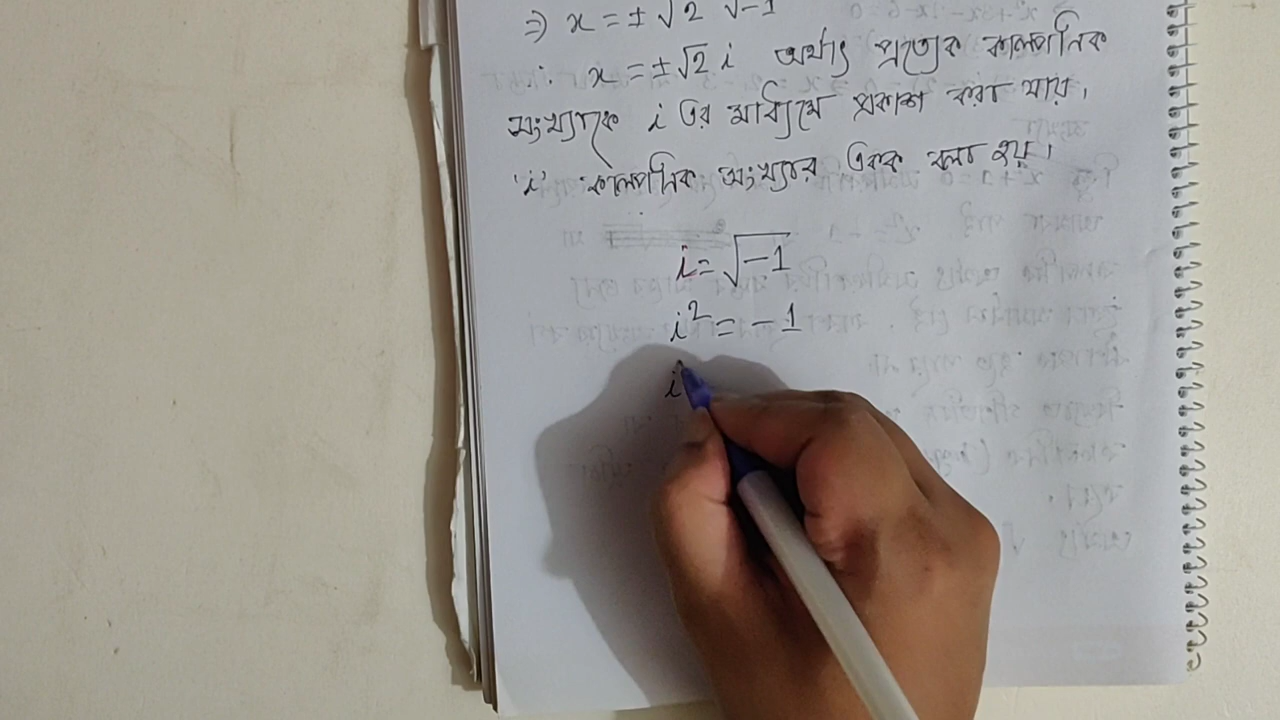 ⇒ x = ± √2 √-1
∴ x = ± √2 i অর্থাৎ প্রত্যেক কাল্পনিক
সংখ্যাকে i এর মাধ্যমে প্রকাশ করা যায়।
'i' কাল্পনিক সংখ্যার একক বলা হয়।
i = √-1
i² = - 1
i